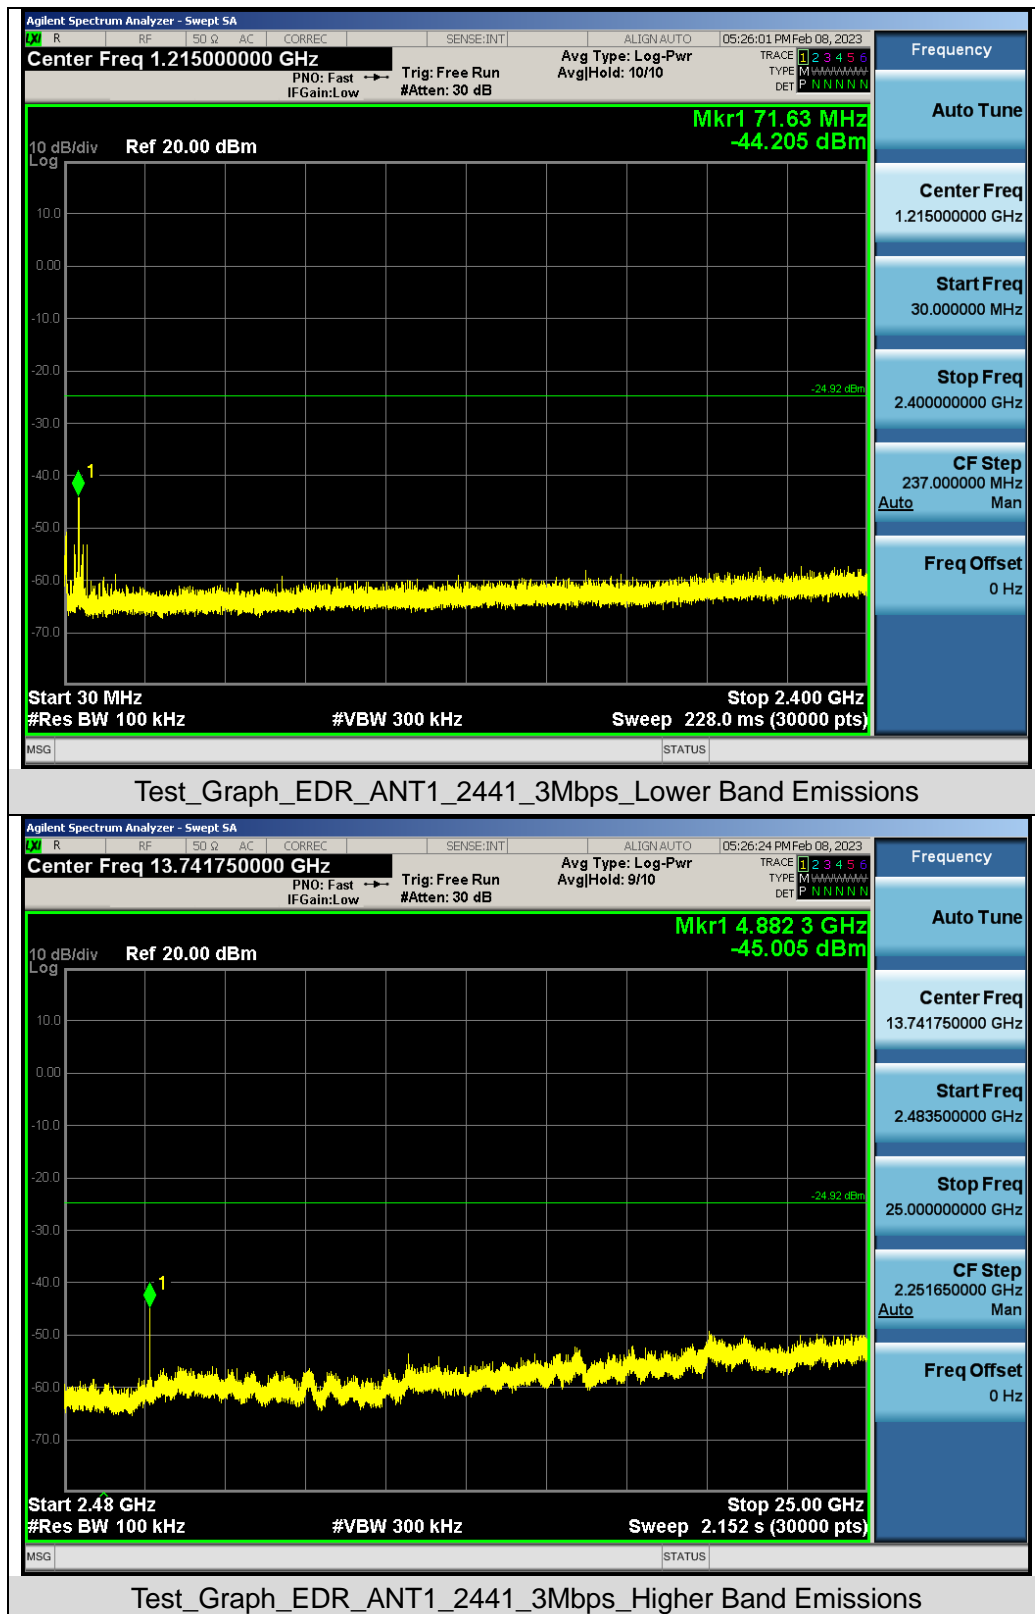 Agilent Spectrum Analyzer - Swept SA
LXI R RF 50 Ω AC CORREC SENSE:INT ALIGN AUTO 05:26:01 PM Feb 08, 2023
Center Freq 1.215000000 GHz
PNO: Fast
IFGain:Low
Trig: Free Run
#Atten: 30 dB
Avg Type: Log-Pwr
Avg|Hold: 10/10
TRACE 1 2 3 4 5 6
TYPE M WWWWW
DET P N N N N N
Mkr1 71.63 MHz
-44.205 dBm
10 dB/div Ref 20.00 dBm
Log
10.0
0.00
-10.0
-20.0
-24.92 dBm
-30.0
-40.0
1
-50.0
-60.0
-70.0
Start 30 MHz Stop 2.400 GHz
#Res BW 100 kHz #VBW 300 kHz Sweep 228.0 ms (30000 pts)
MSG STATUS
Frequency
Auto Tune
Center Freq
1.215000000 GHz
Start Freq
30.000000 MHz
Stop Freq
2.400000000 GHz
CF Step
237.000000 MHz
Auto Man
Freq Offset
0 Hz
Test_Graph_EDR_ANT1_2441_3Mbps_Lower Band Emissions
Agilent Spectrum Analyzer - Swept SA
LXI R RF 50 Ω AC CORREC SENSE:INT ALIGN AUTO 05:26:24 PM Feb 08, 2023
Center Freq 13.741750000 GHz
PNO: Fast
IFGain:Low
Trig: Free Run
#Atten: 30 dB
Avg Type: Log-Pwr
Avg|Hold: 9/10
TRACE 1 2 3 4 5 6
TYPE M WWWWW
DET P N N N N N
Mkr1 4.882 3 GHz
-45.005 dBm
10 dB/div Ref 20.00 dBm
Log
10.0
0.00
-10.0
-20.0
-24.92 dBm
-30.0
-40.0
1
-50.0
-60.0
-70.0
Start 2.48 GHz Stop 25.00 GHz
#Res BW 100 kHz #VBW 300 kHz Sweep 2.152 s (30000 pts)
MSG STATUS
Frequency
Auto Tune
Center Freq
13.741750000 GHz
Start Freq
2.483500000 GHz
Stop Freq
25.000000000 GHz
CF Step
2.251650000 GHz
Auto Man
Freq Offset
0 Hz
Test_Graph_EDR_ANT1_2441_3Mbps_Higher Band Emissions